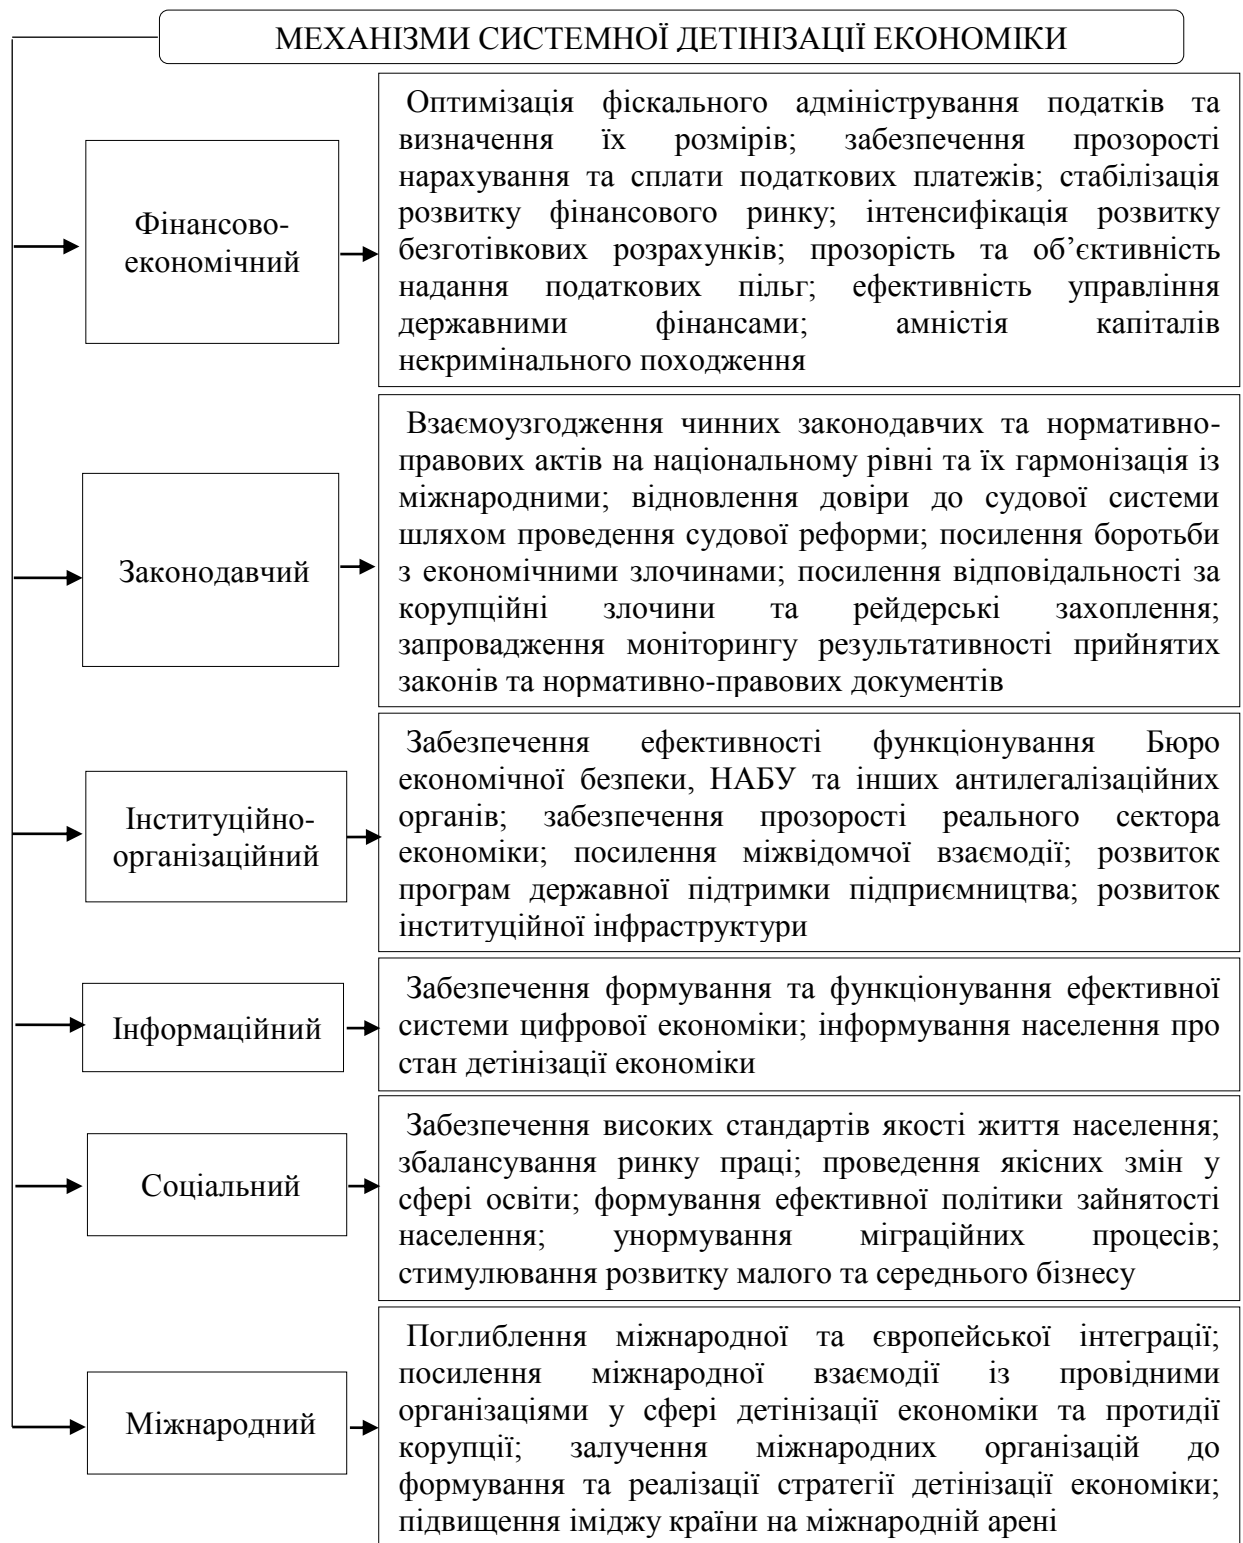 МЕХАНІЗМИ СИСТЕМНОЇ ДЕТІНІЗАЦІЇ ЕКОНОМІКИ
Фінансово-
економічний
Оптимізація фіскального адміністрування податків та
визначення їх розмірів; забезпечення прозорості
нарахування та сплати податкових платежів; стабілізація
розвитку фінансового ринку; інтенсифікація розвитку
безготівкових розрахунків; прозорість та об’єктивність
надання податкових пільг; ефективність управління
державними фінансами; амністія капіталів
некримінального походження
Законодавчий
Взаємоузгодження чинних законодавчих та нормативно-
правових актів на національному рівні та їх гармонізація із
міжнародними; відновлення довіри до судової системи
шляхом проведення судової реформи; посилення боротьби
з економічними злочинами; посилення відповідальності за
корупційні злочини та рейдерські захоплення;
запровадження моніторингу результативності прийнятих
законів та нормативно-правових документів
Інституційно-
організаційний
Забезпечення ефективності функціонування Бюро
економічної безпеки, НАБУ та інших антилегалізаційних
органів; забезпечення прозорості реального сектора
економіки; посилення міжвідомчої взаємодії; розвиток
програм державної підтримки підприємництва; розвиток
інституційної інфраструктури
Інформаційний
Забезпечення формування та функціонування ефективної
системи цифрової економіки; інформування населення про
стан детінізації економіки
Соціальний
Забезпечення високих стандартів якості життя населення;
збалансування ринку праці; проведення якісних змін у
сфері освіти; формування ефективної політики зайнятості
населення; унормування міграційних процесів;
стимулювання розвитку малого та середнього бізнесу
Міжнародний
Поглиблення міжнародної та європейської інтеграції;
посилення міжнародної взаємодії із провідними
організаціями у сфері детінізації економіки та протидії
корупції; залучення міжнародних організацій до
формування та реалізації стратегії детінізації економіки;
підвищення іміджу країни на міжнародній арені